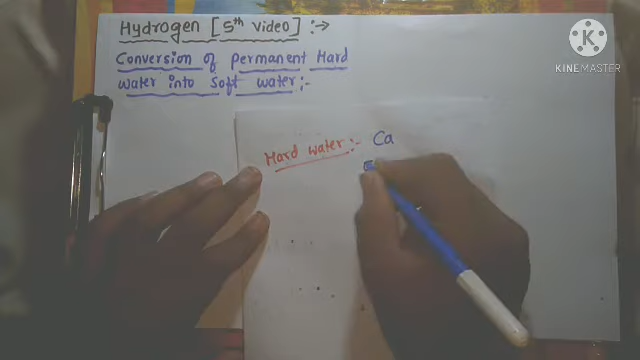 Hydrogen [5th video] :→
Conversion of permanent Hard
Water into Soft water :-
Hard water :- Ca
KINEMASTER